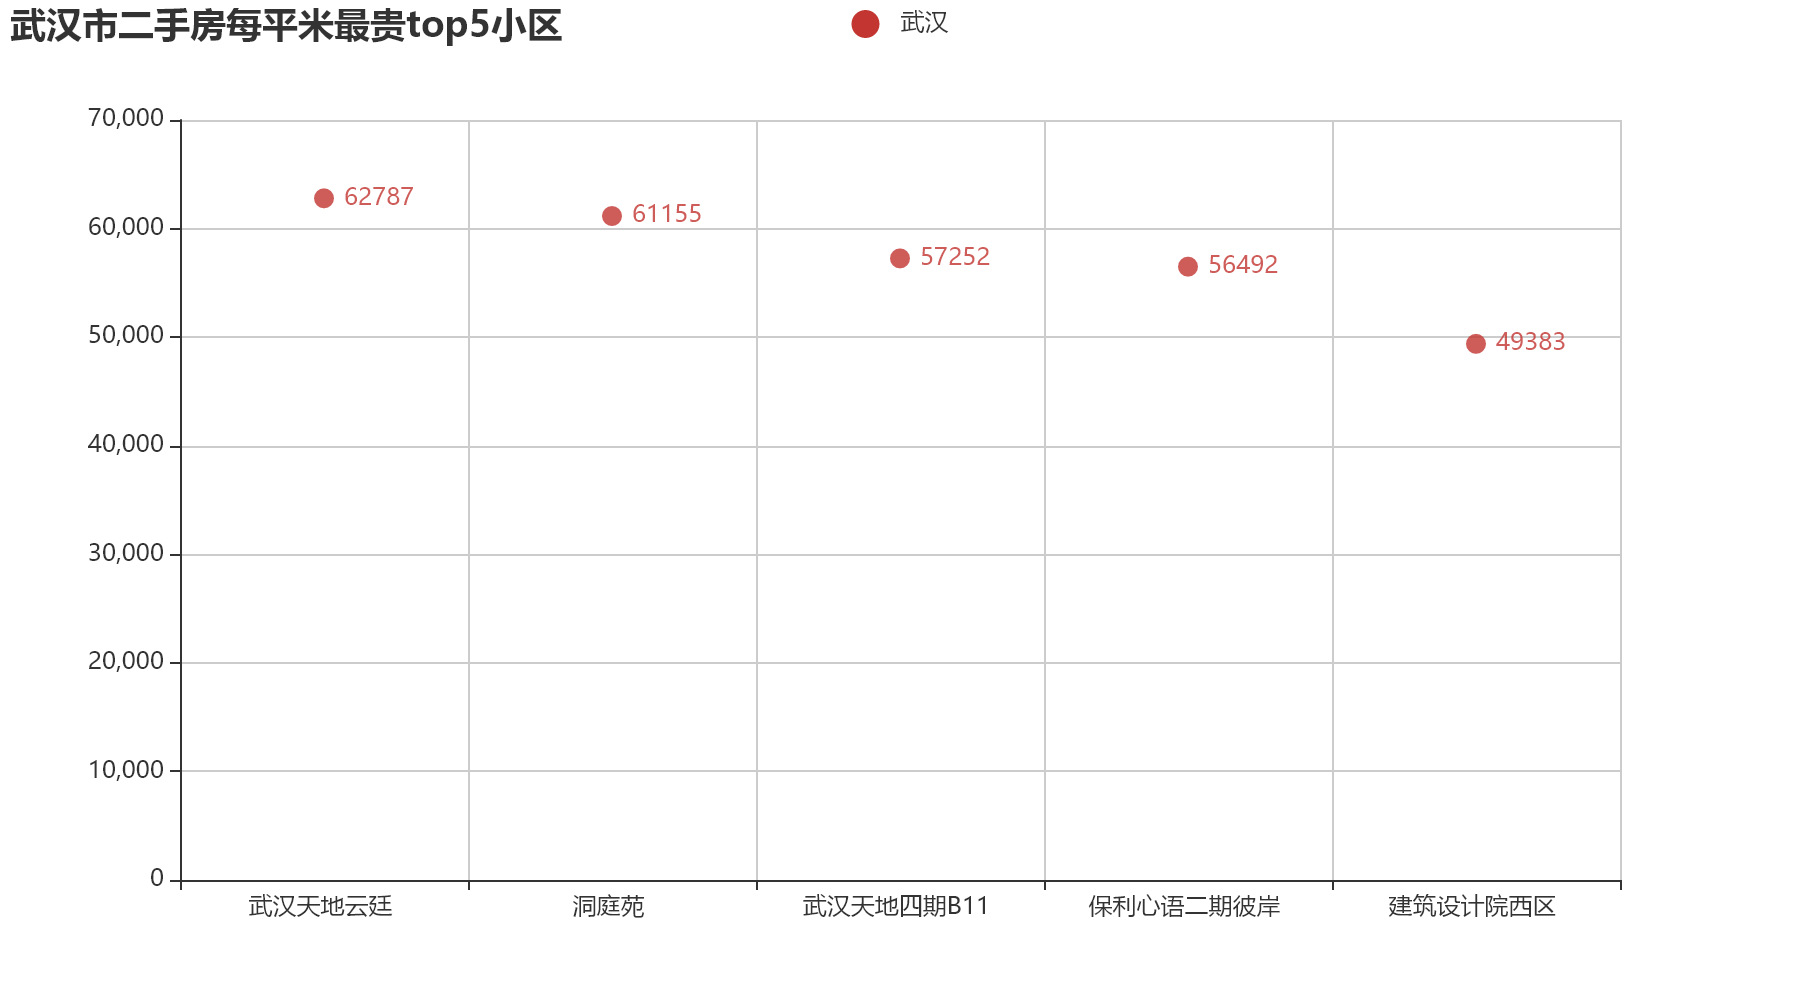 武汉市二手房每平米最贵top5小区
武汉
70,000
60,000
50,000
40,000
30,000
20,000
10,000
0
62787
61155
57252
56492
49383
武汉天地云廷
洞庭苑
武汉天地四期B11
保利心语二期彼岸
建筑设计院西区